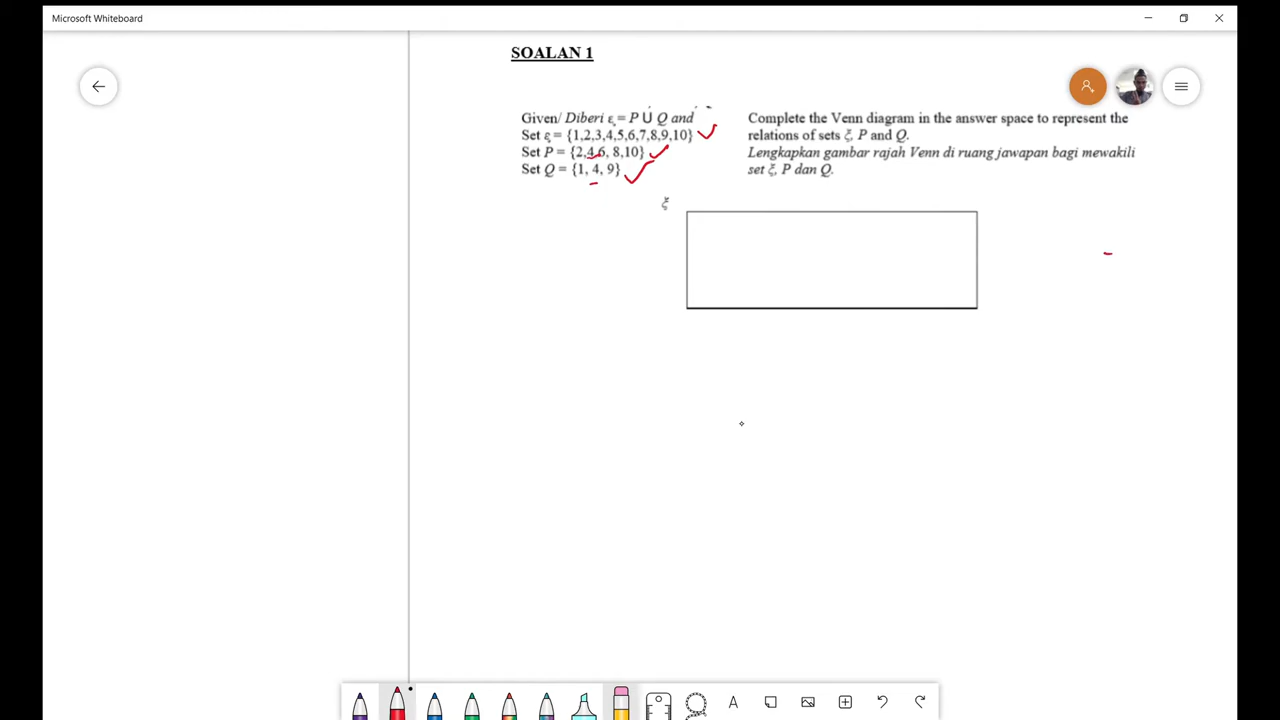 Microsoft Whiteboard
SOALAN 1
Given/ Diberi ξ = P ∪ Q and
Set ξ = {1,2,3,4,5,6,7,8,9,10}
Set P = {2,4,6, 8,10}
Set Q = {1, 4, 9}
Complete the Venn diagram in the answer space to represent the
relations of sets ξ, P and Q.
Lengkapkan gambar rajah Venn di ruang jawapan bagi mewakili
set ξ, P dan Q.
ξ
A